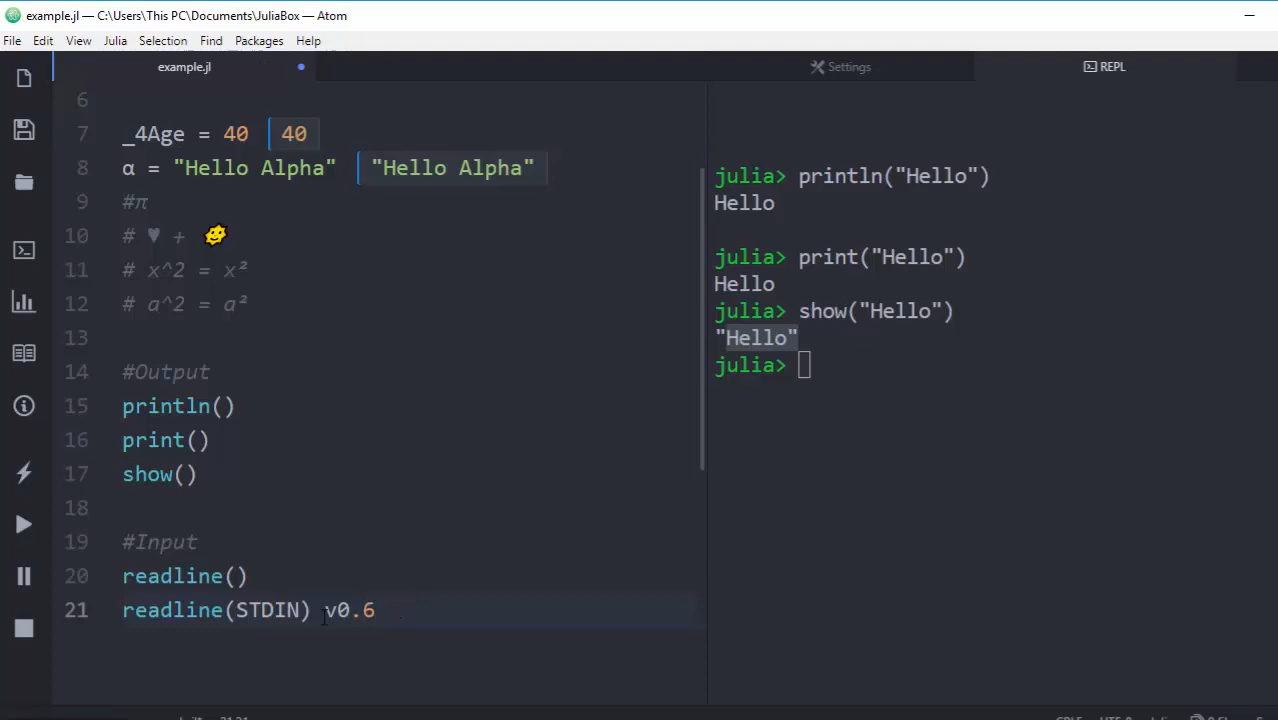 example.jl — C:\Users\This PC\Documents\JuliaBox — Atom
File Edit View Julia Selection Find Packages Help
example.jl
Settings
REPL
6
7 _4Age = 40 40
8 α = "Hello Alpha" "Hello Alpha"
9 #π
10 # ♥ + 🌞
11 # x^2 = x²
12 # a^2 = a²
13
14 #Output
15 println()
16 print()
17 show()
18
19 #Input
20 readline()
21 readline(STDIN) v0.6
julia> println("Hello")
Hello
julia> print("Hello")
Hello
julia> show("Hello")
"Hello"
julia>